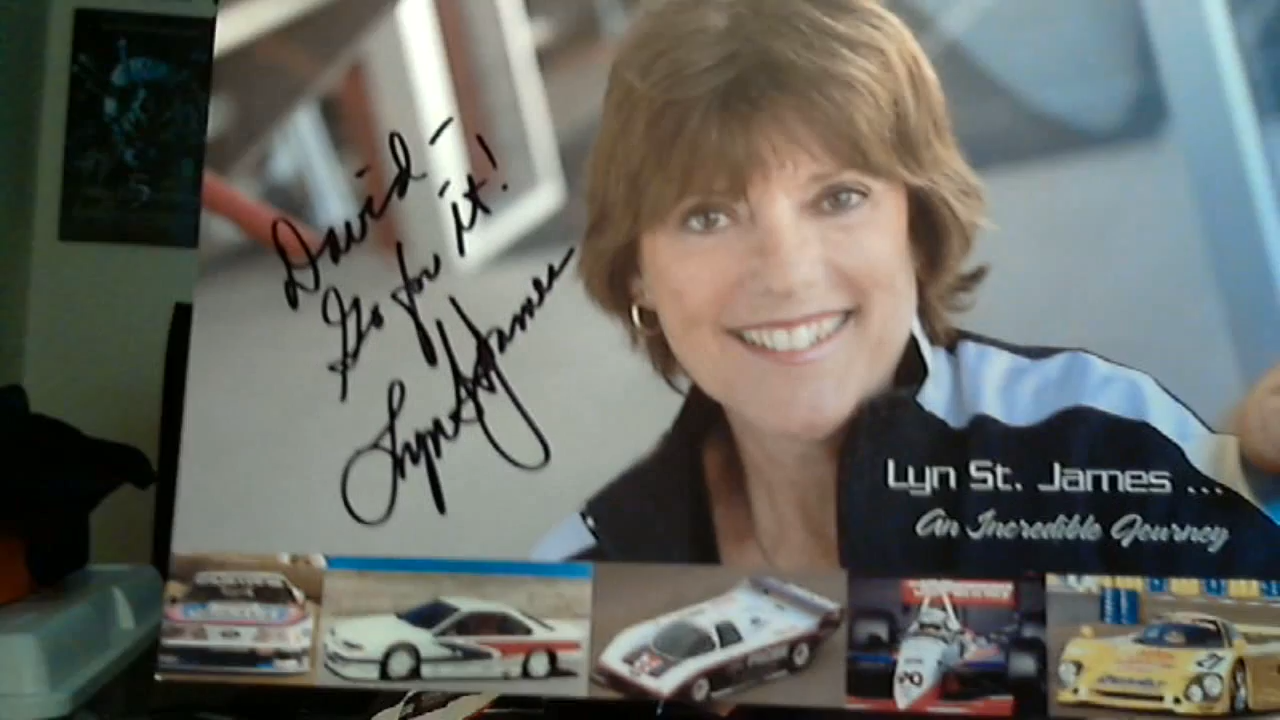 David -
Go for it!
Lyn St James
Lyn St. James ...
An Incredible Journey